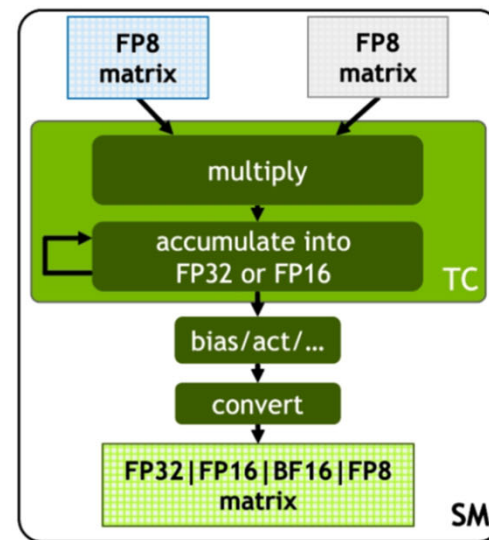 FP8
matrix
FP8
matrix
multiply
accumulate into
FP32 or FP16
TC
bias/act/...
convert
FP32|FP16|BF16|FP8
matrix
SM